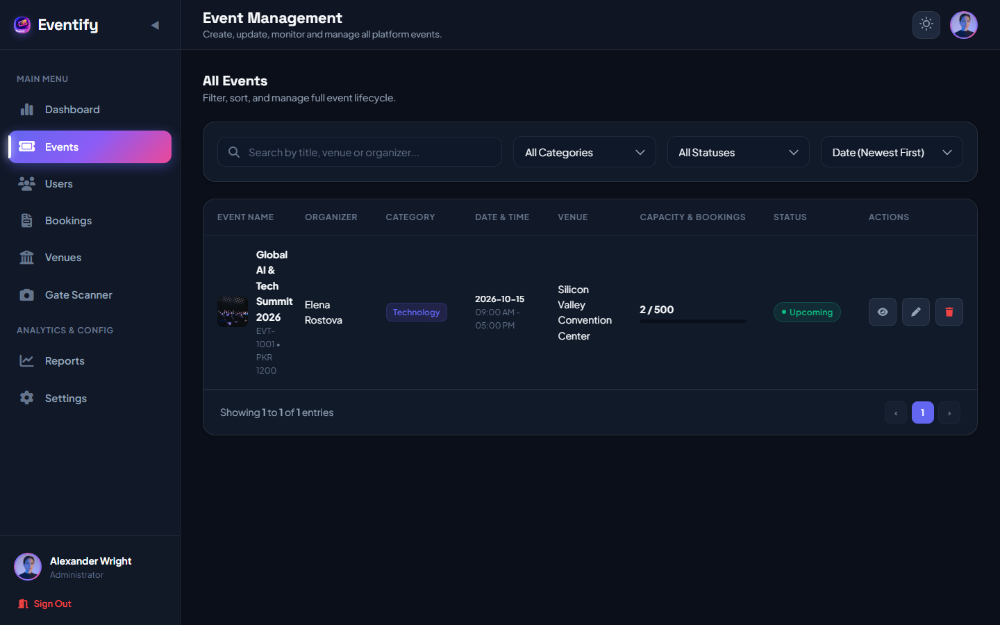 Eventify
Event Management
Create, update, monitor and manage all platform events.
MAIN MENU
Dashboard
Events
Users
Bookings
Venues
Gate Scanner
ANALYTICS & CONFIG
Reports
Settings
Alexander Wright
Administrator
Sign Out
All Events
Filter, sort, and manage full event lifecycle.
Search by title, venue or organizer...
All Categories
All Statuses
Date (Newest First)
EVENT NAME ORGANIZER CATEGORY DATE & TIME VENUE CAPACITY & BOOKINGS STATUS ACTIONS
Global
AI &
Tech
Summit
2026
EVT-
1001 •
PKR
1200
Elena
Rostova
Technology
2026-10-15
09:00 AM -
05:00 PM
Silicon
Valley
Convention
Center
2 / 500
Upcoming
Showing 1 to 1 of 1 entries
‹ 1 ›